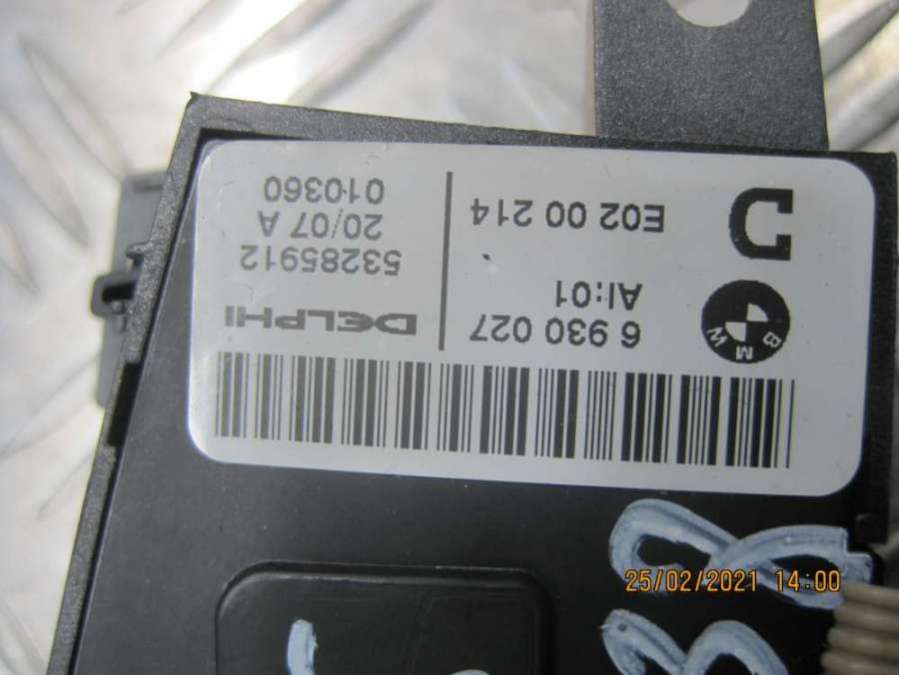 BMW
6 930 027
AI:01
E02 00 214
DELPHI
53285912
20/07 A
010360
25/02/2021 14:00